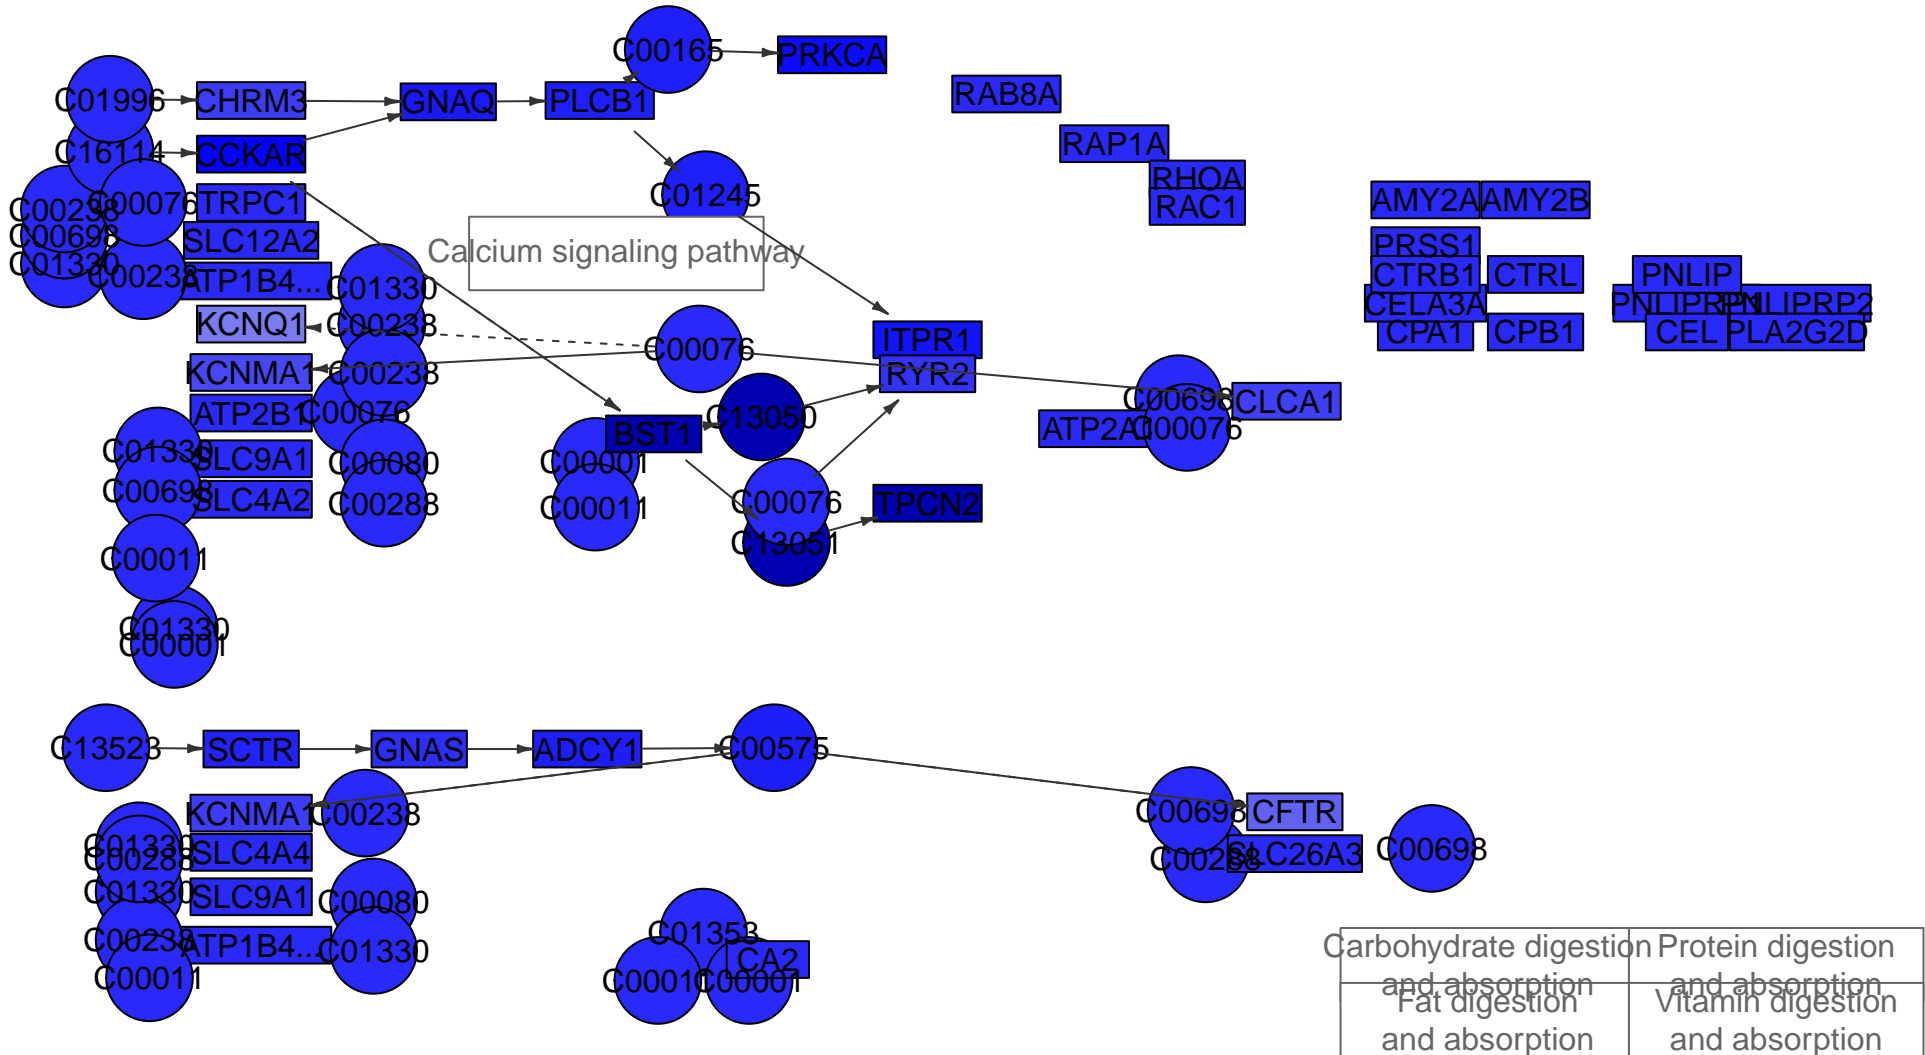 C00165
PRKCA
C01996
CHRM3
GNAQ
PLCB1
RAB8A
C16114
CCKAR
RAP1A
C00076
TRPC1
C01245
RHOA
RAC1
AMY2A
AMY2B
C00238
C00698
C01330
SLC12A2
Calcium signaling pathway
PRSS1
C00238
ATP1B4...
C01330
CTRB1
CTRL
PNLIP
CELA3A
PNLIPRP1
PNLIPRP2
KCNQ1
C00238
C00076
ITPR1
CPA1
CPB1
CEL
PLA2G2D
KCNMA1
C00238
RYR2
ATP2B1
C00076
C13050
C00698
CLCA1
BST1
ATP2A
C00076
C01330
SLC9A1
C00080
C00001
C00698
SLC4A2
C00288
C00011
C00076
TPCN2
C13051
C00011
C01330
C00001
C13523
SCTR
GNAS
ADCY1
C00575
KCNMA1
C00238
C00698
CFTR
C01330
C00288
SLC4A4
C00288
SLC26A3
C00698
C01330
SLC9A1
C00080
C00238
ATP1B4...
C01330
C01353
CA2
C00011
C00001
C00011
Carbohydrate digestion
and absorption
Protein digestion
and absorption
Fat digestion
and absorption
Vitamin digestion
and absorption